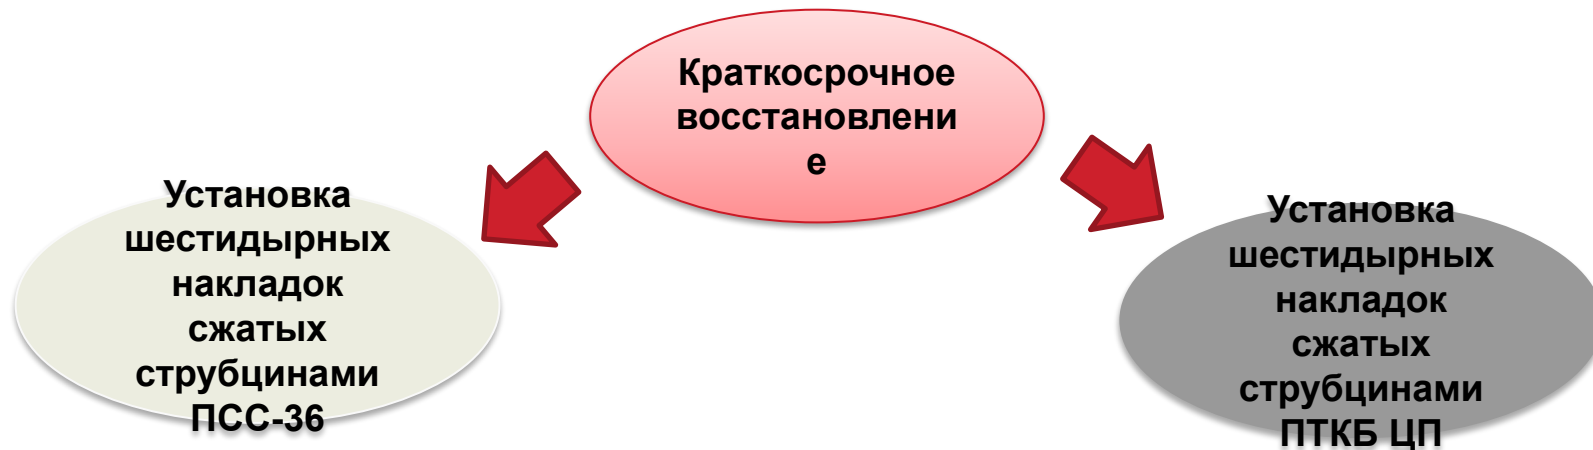 Краткосрочное
восстановлени
е
Установка
шестидырных
накладок
сжатых
струбцинами
ПСС-36
Установка
шестидырных
накладок
сжатых
струбцинами
ПТКБ ЦП